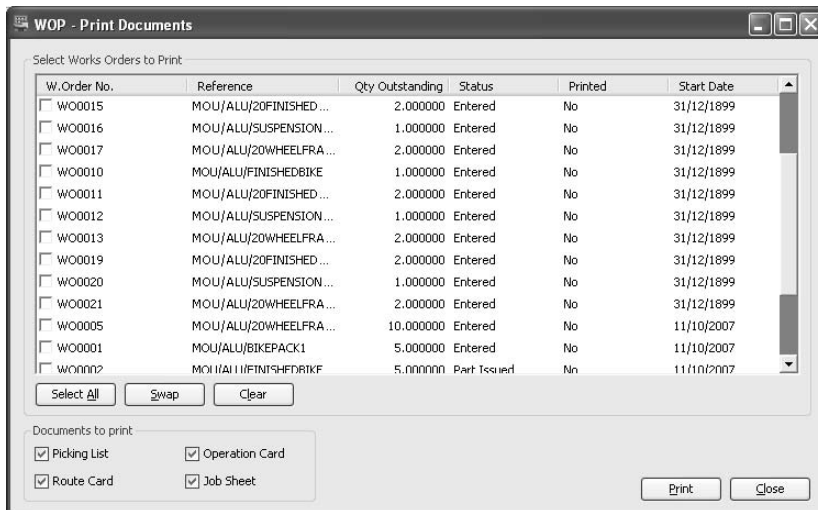 WOP - Print Documents
Select Works Orders to Print
W.Order No. Reference Qty Outstanding Status Printed Start Date
WO0015 MOU/ALU/20FINISHED... 2.000000 Entered No 31/12/1899
WO0016 MOU/ALU/SUSPENSION... 1.000000 Entered No 31/12/1899
WO0017 MOU/ALU/20WHEELFRA... 2.000000 Entered No 31/12/1899
WO0010 MOU/ALU/FINISHEDBIKE 1.000000 Entered No 31/12/1899
WO0011 MOU/ALU/20FINISHED... 2.000000 Entered No 31/12/1899
WO0012 MOU/ALU/SUSPENSION... 1.000000 Entered No 31/12/1899
WO0013 MOU/ALU/20WHEELFRA... 2.000000 Entered No 31/12/1899
WO0019 MOU/ALU/20FINISHED... 2.000000 Entered No 31/12/1899
WO0020 MOU/ALU/SUSPENSION... 1.000000 Entered No 31/12/1899
WO0021 MOU/ALU/20WHEELFRA... 2.000000 Entered No 31/12/1899
WO0005 MOU/ALU/20WHEELFRA... 10.000000 Entered No 11/10/2007
WO0001 MOU/ALU/BIKEPACK1 5.000000 Entered No 11/10/2007
WO0002 MOU/ALU/FINISHEDBIKE 5.000000 Part Issued No 11/10/2007
Select All Swap Clear
Documents to print
Picking List Operation Card
Route Card Job Sheet
Print Close